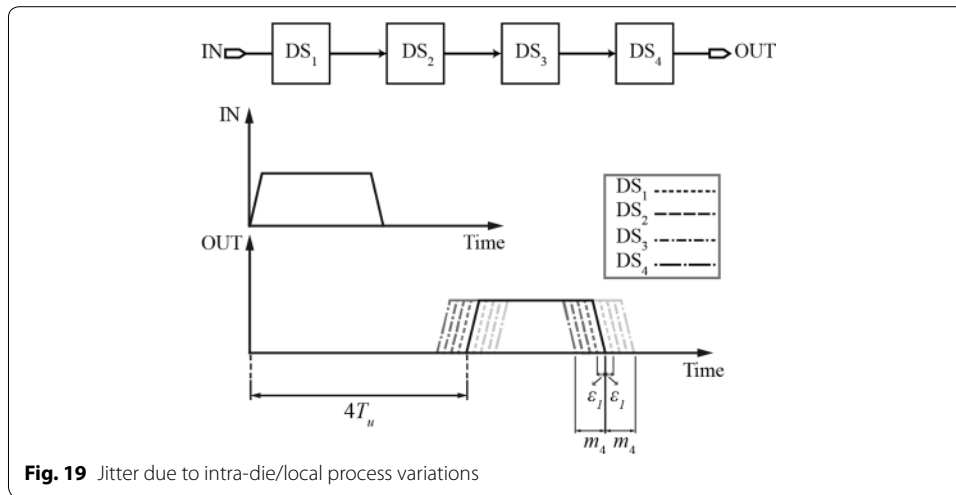 IN DS₁ DS₂ DS₃ DS₄ OUT
IN
Time
OUT
DS₁
DS₂
DS₃
DS₄
Time
4Tᵤ
ε₁ ε₁
m₄ m₄
Fig. 19 Jitter due to intra-die/local process variations